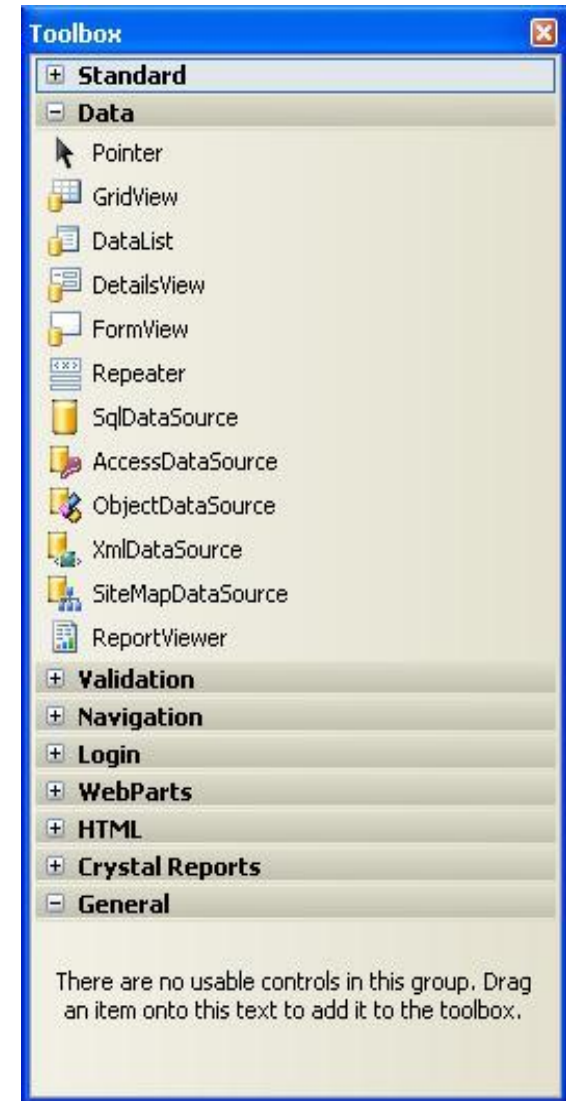 Toolbox
Standard
Data
Pointer
GridView
DataList
DetailsView
FormView
Repeater
SqlDataSource
AccessDataSource
ObjectDataSource
XmlDataSource
SiteMapDataSource
ReportViewer
Validation
Navigation
Login
WebParts
HTML
Crystal Reports
General
There are no usable controls in this group. Drag
an item onto this text to add it to the toolbox.